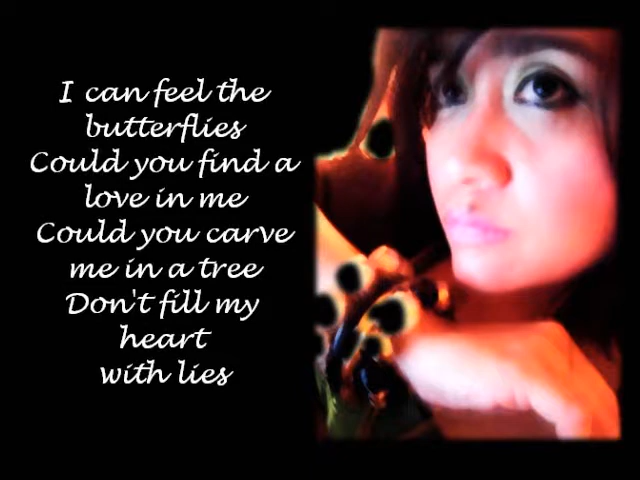 I can feel the
butterflies
Could you find a
love in me
Could you carve
me in a tree
Don't fill my
heart
with lies